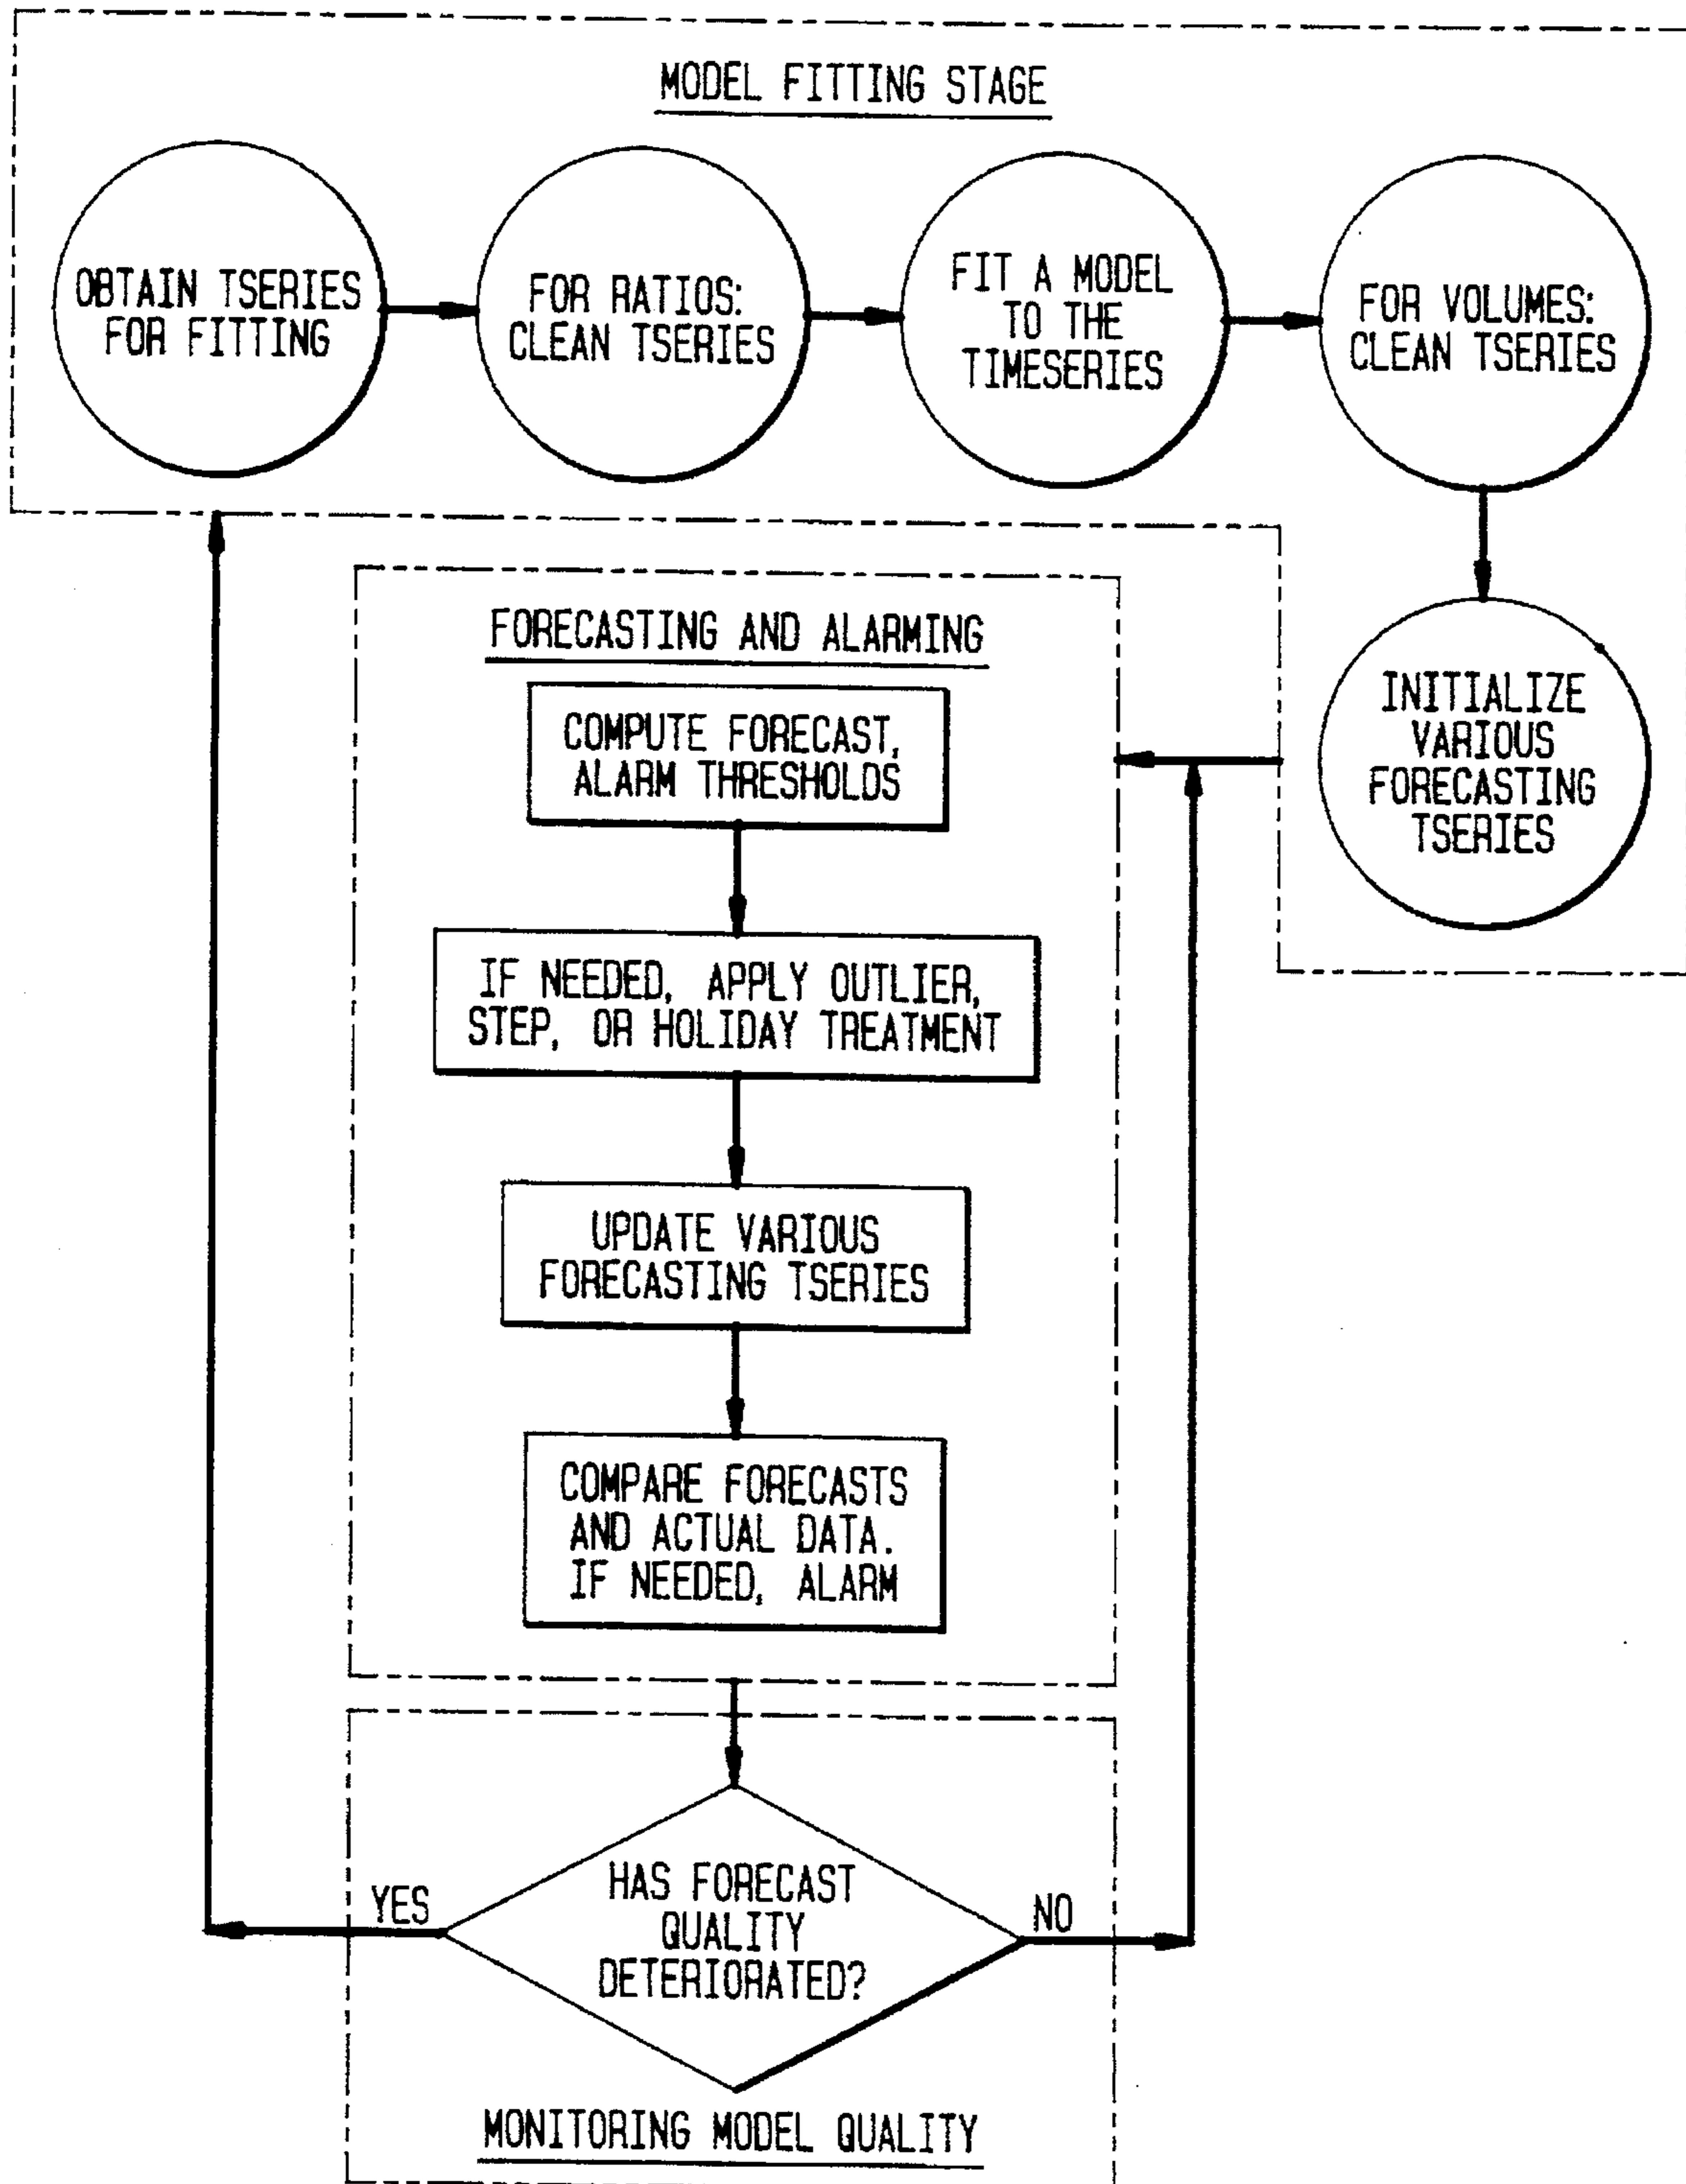 MODEL FITTING STAGE
OBTAIN TSERIES
FOR FITTING
FOR RATIOS:
CLEAN TSERIES
FIT A MODEL
TO THE
TIMESERIES
FOR VOLUMES:
CLEAN TSERIES
INITIALIZE
VARIOUS
FORECASTING
TSERIES
FORECASTING AND ALARMING
COMPUTE FORECAST,
ALARM THRESHOLDS
IF NEEDED, APPLY OUTLIER,
STEP, OR HOLIDAY TREATMENT
UPDATE VARIOUS
FORECASTING TSERIES
COMPARE FORECASTS
AND ACTUAL DATA.
IF NEEDED, ALARM
HAS FORECAST
QUALITY
DETERIORATED?
YES
NO
MONITORING MODEL QUALITY